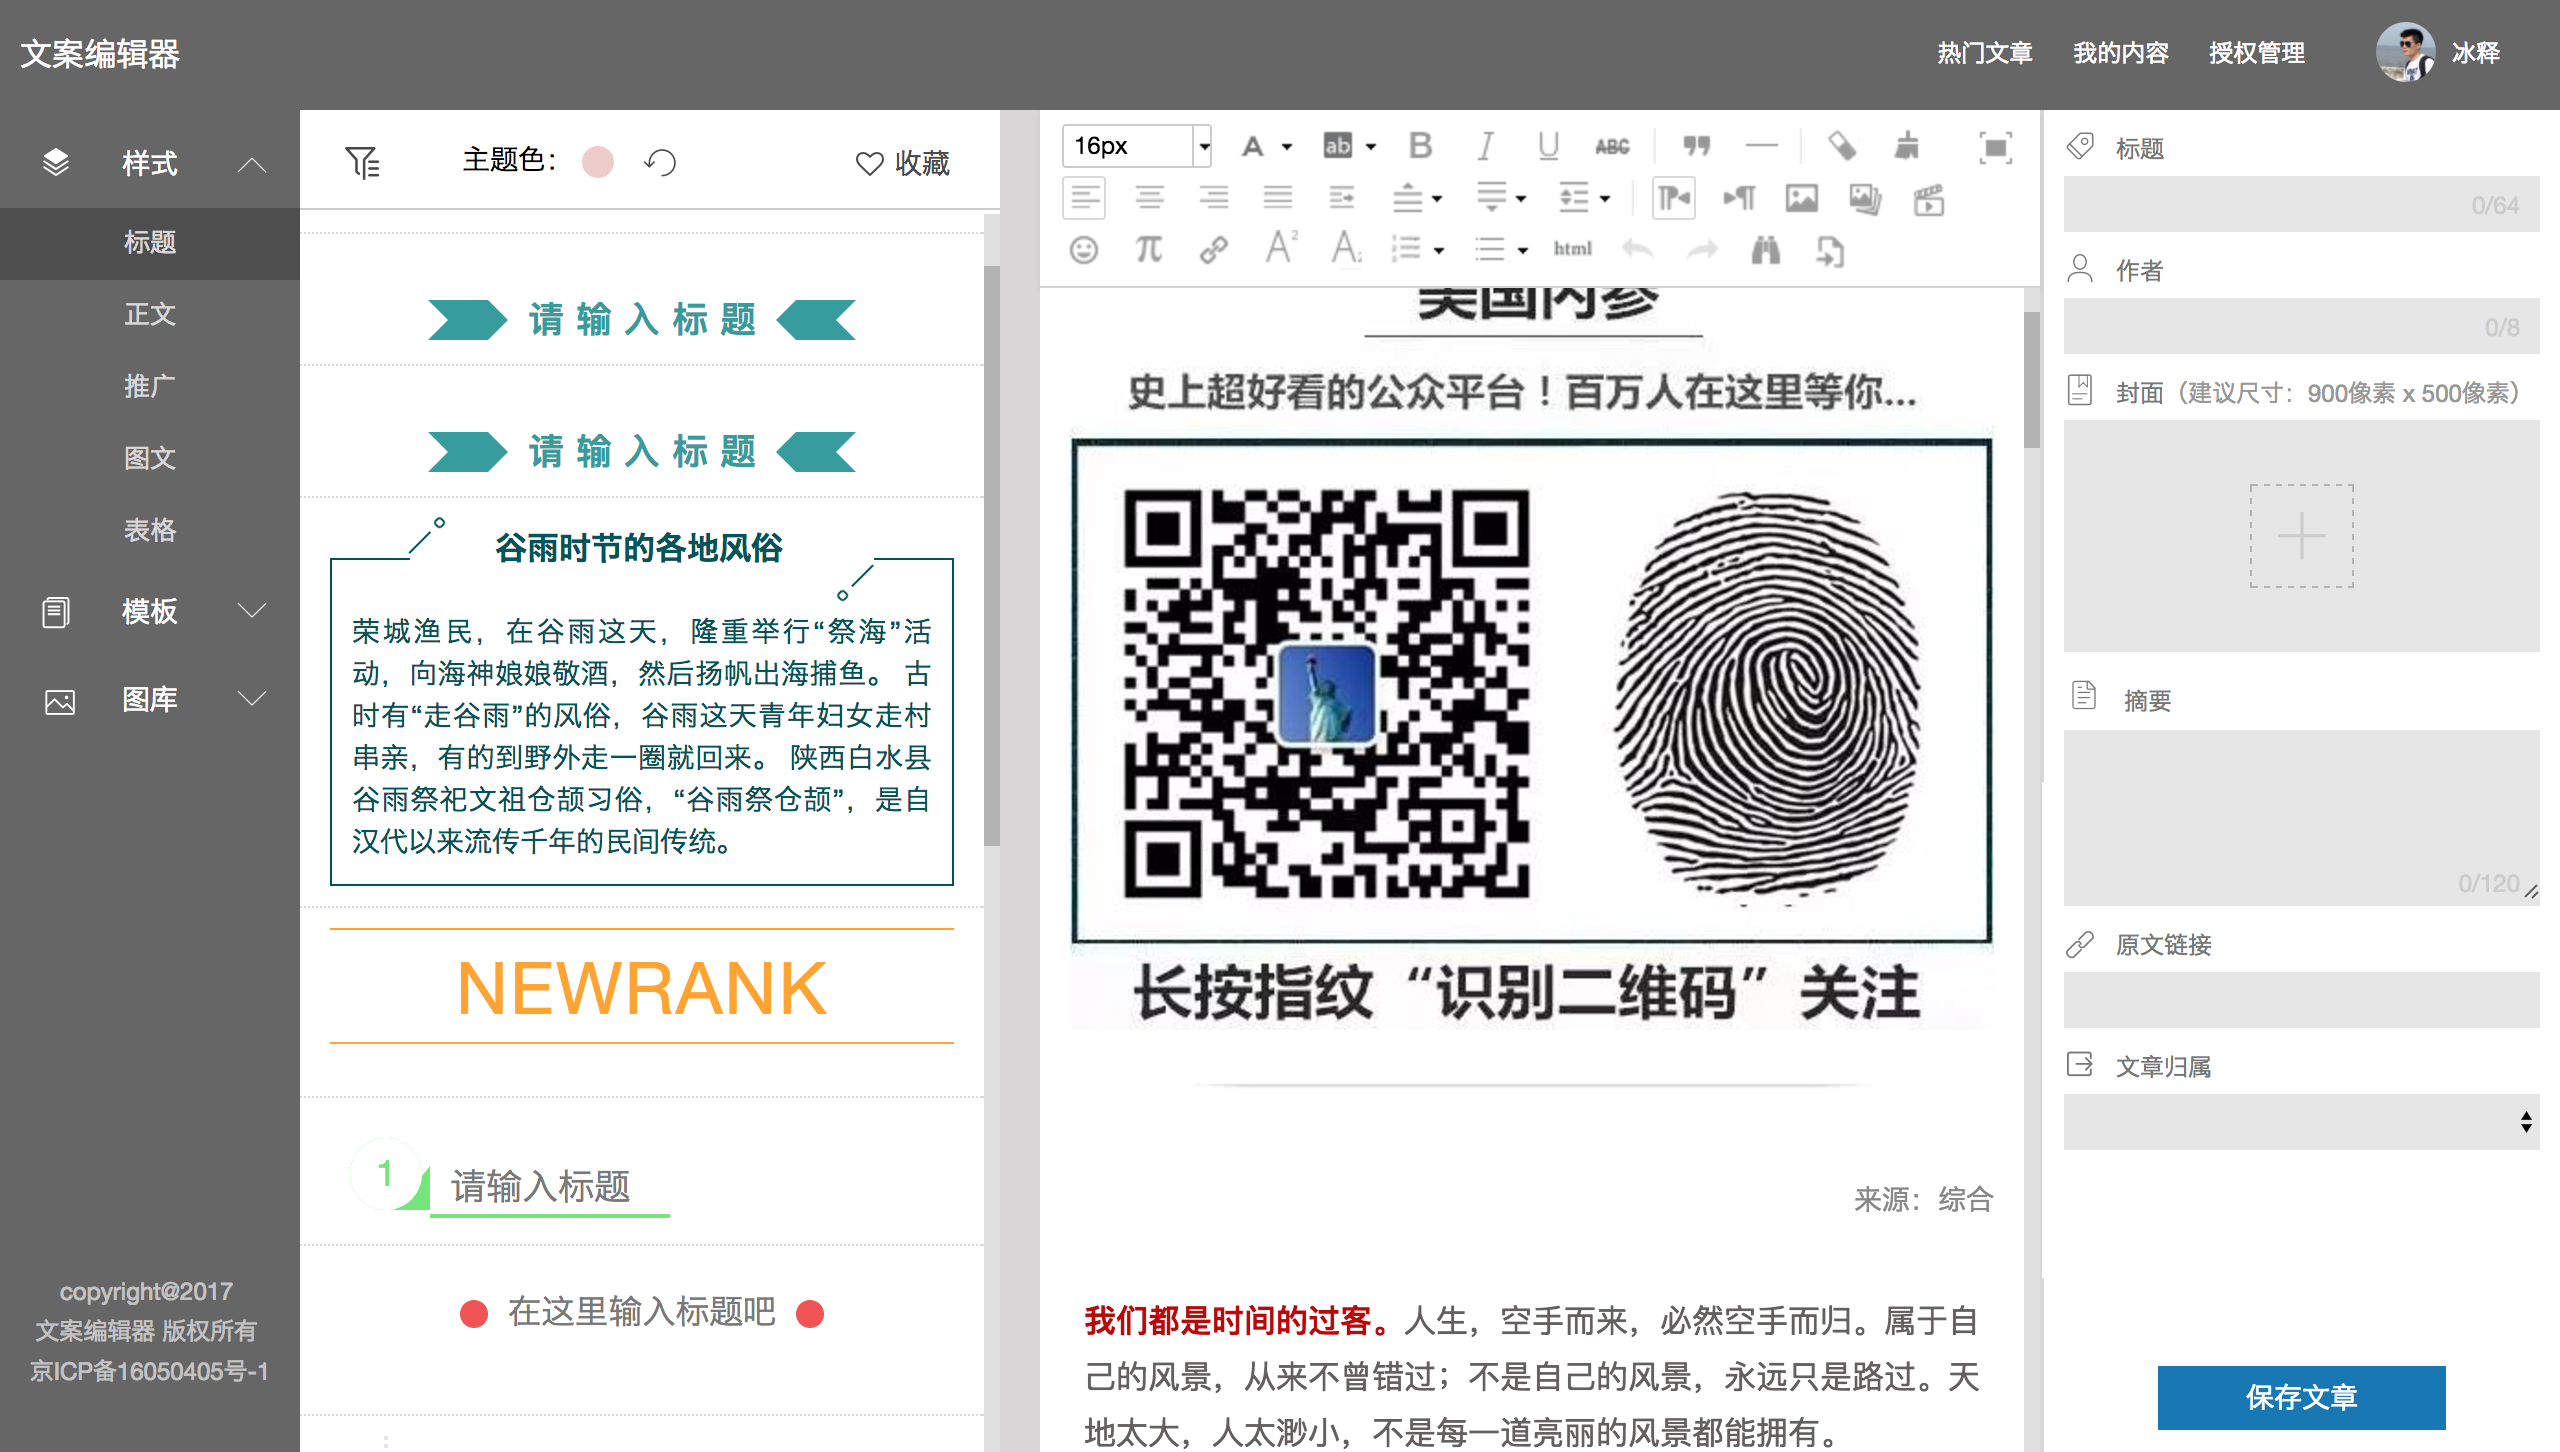 文案编辑器
热门文章 我的内容 授权管理 冰释
样式
标题
正文
推广
图文
表格
模板
图库
copyright@2017
文案编辑器 版权所有
京ICP备16050405号-1
主题色：
收藏
请输入标题
请输入标题
谷雨时节的各地风俗
荣城渔民，在谷雨这天，隆重举行“祭海”活
动，向海神娘娘敬酒，然后扬帆出海捕鱼。 古
时有“走谷雨”的风俗，谷雨这天青年妇女走村
串亲，有的到野外走一圈就回来。 陕西白水县
谷雨祭祀文祖仓颉习俗，“谷雨祭仓颉”，是自
汉代以来流传千年的民间传统。
NEWRANK
1
请输入标题
在这里输入标题吧
16px
A ab B I U ABC
π A² A₂ html
美国内参
史上超好看的公众平台！百万人在这里等你...
长按指纹“识别二维码”关注
来源：综合
我们都是时间的过客。人生，空手而来，必然空手而归。属于自
己的风景，从来不曾错过；不是自己的风景，永远只是路过。天
地太大，人太渺小，不是每一道亮丽的风景都能拥有。
标题
0/64
作者
0/8
封面（建议尺寸：900像素 x 500像素）
摘要
0/120
原文链接
文章归属
保存文章